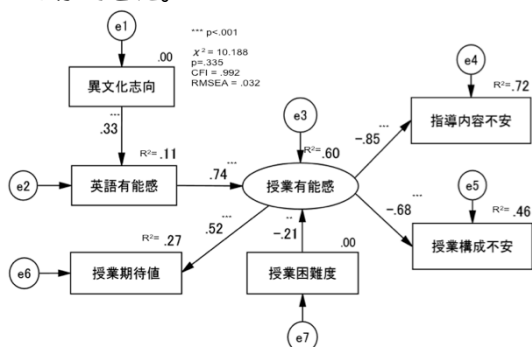 e1
*** p<.001
.00
χ² = 10.188
p=.335
CFI = .992
RMSEA = .032
異文化志向
e4
R²= .72
指導内容不安
***
.33
e3
R²= .60
***
-.85
R²= .11
e2
英語有能感
***
.74
授業有能感
***
-.68
e5
R²= .46
授業構成不安
R²= .27
***
.52
**
-.21
.00
e6
授業期待値
授業困難度
e7